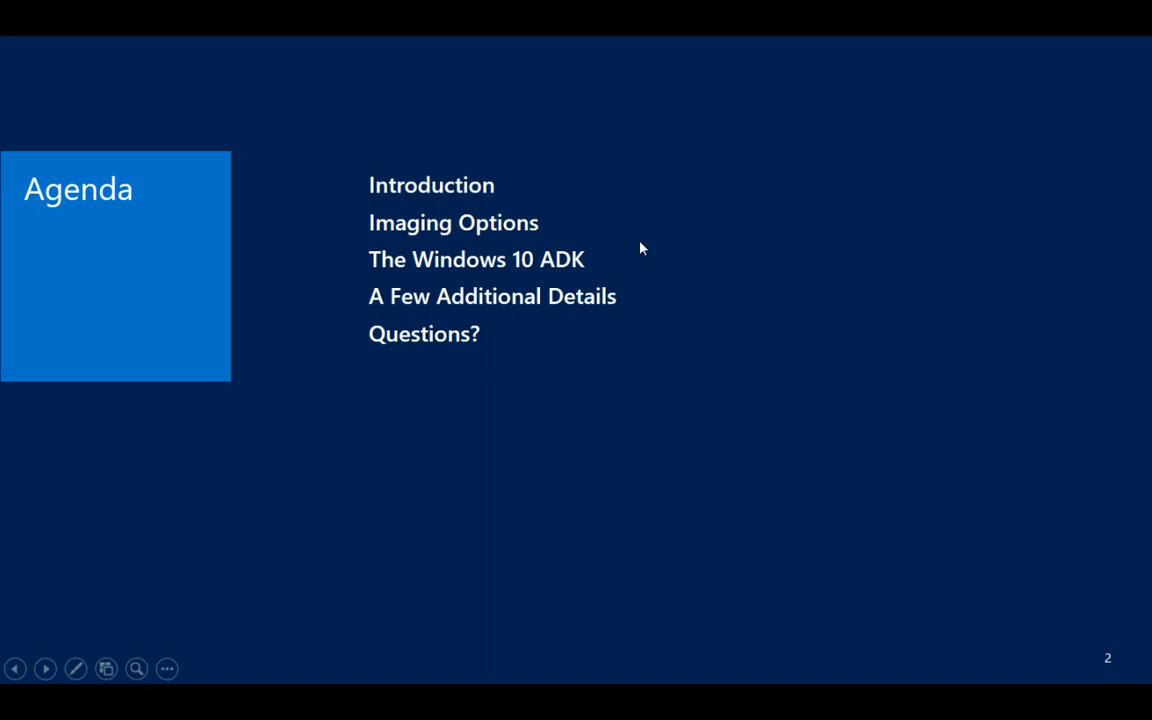 Agenda
Introduction
Imaging Options
The Windows 10 ADK
A Few Additional Details
Questions?
2